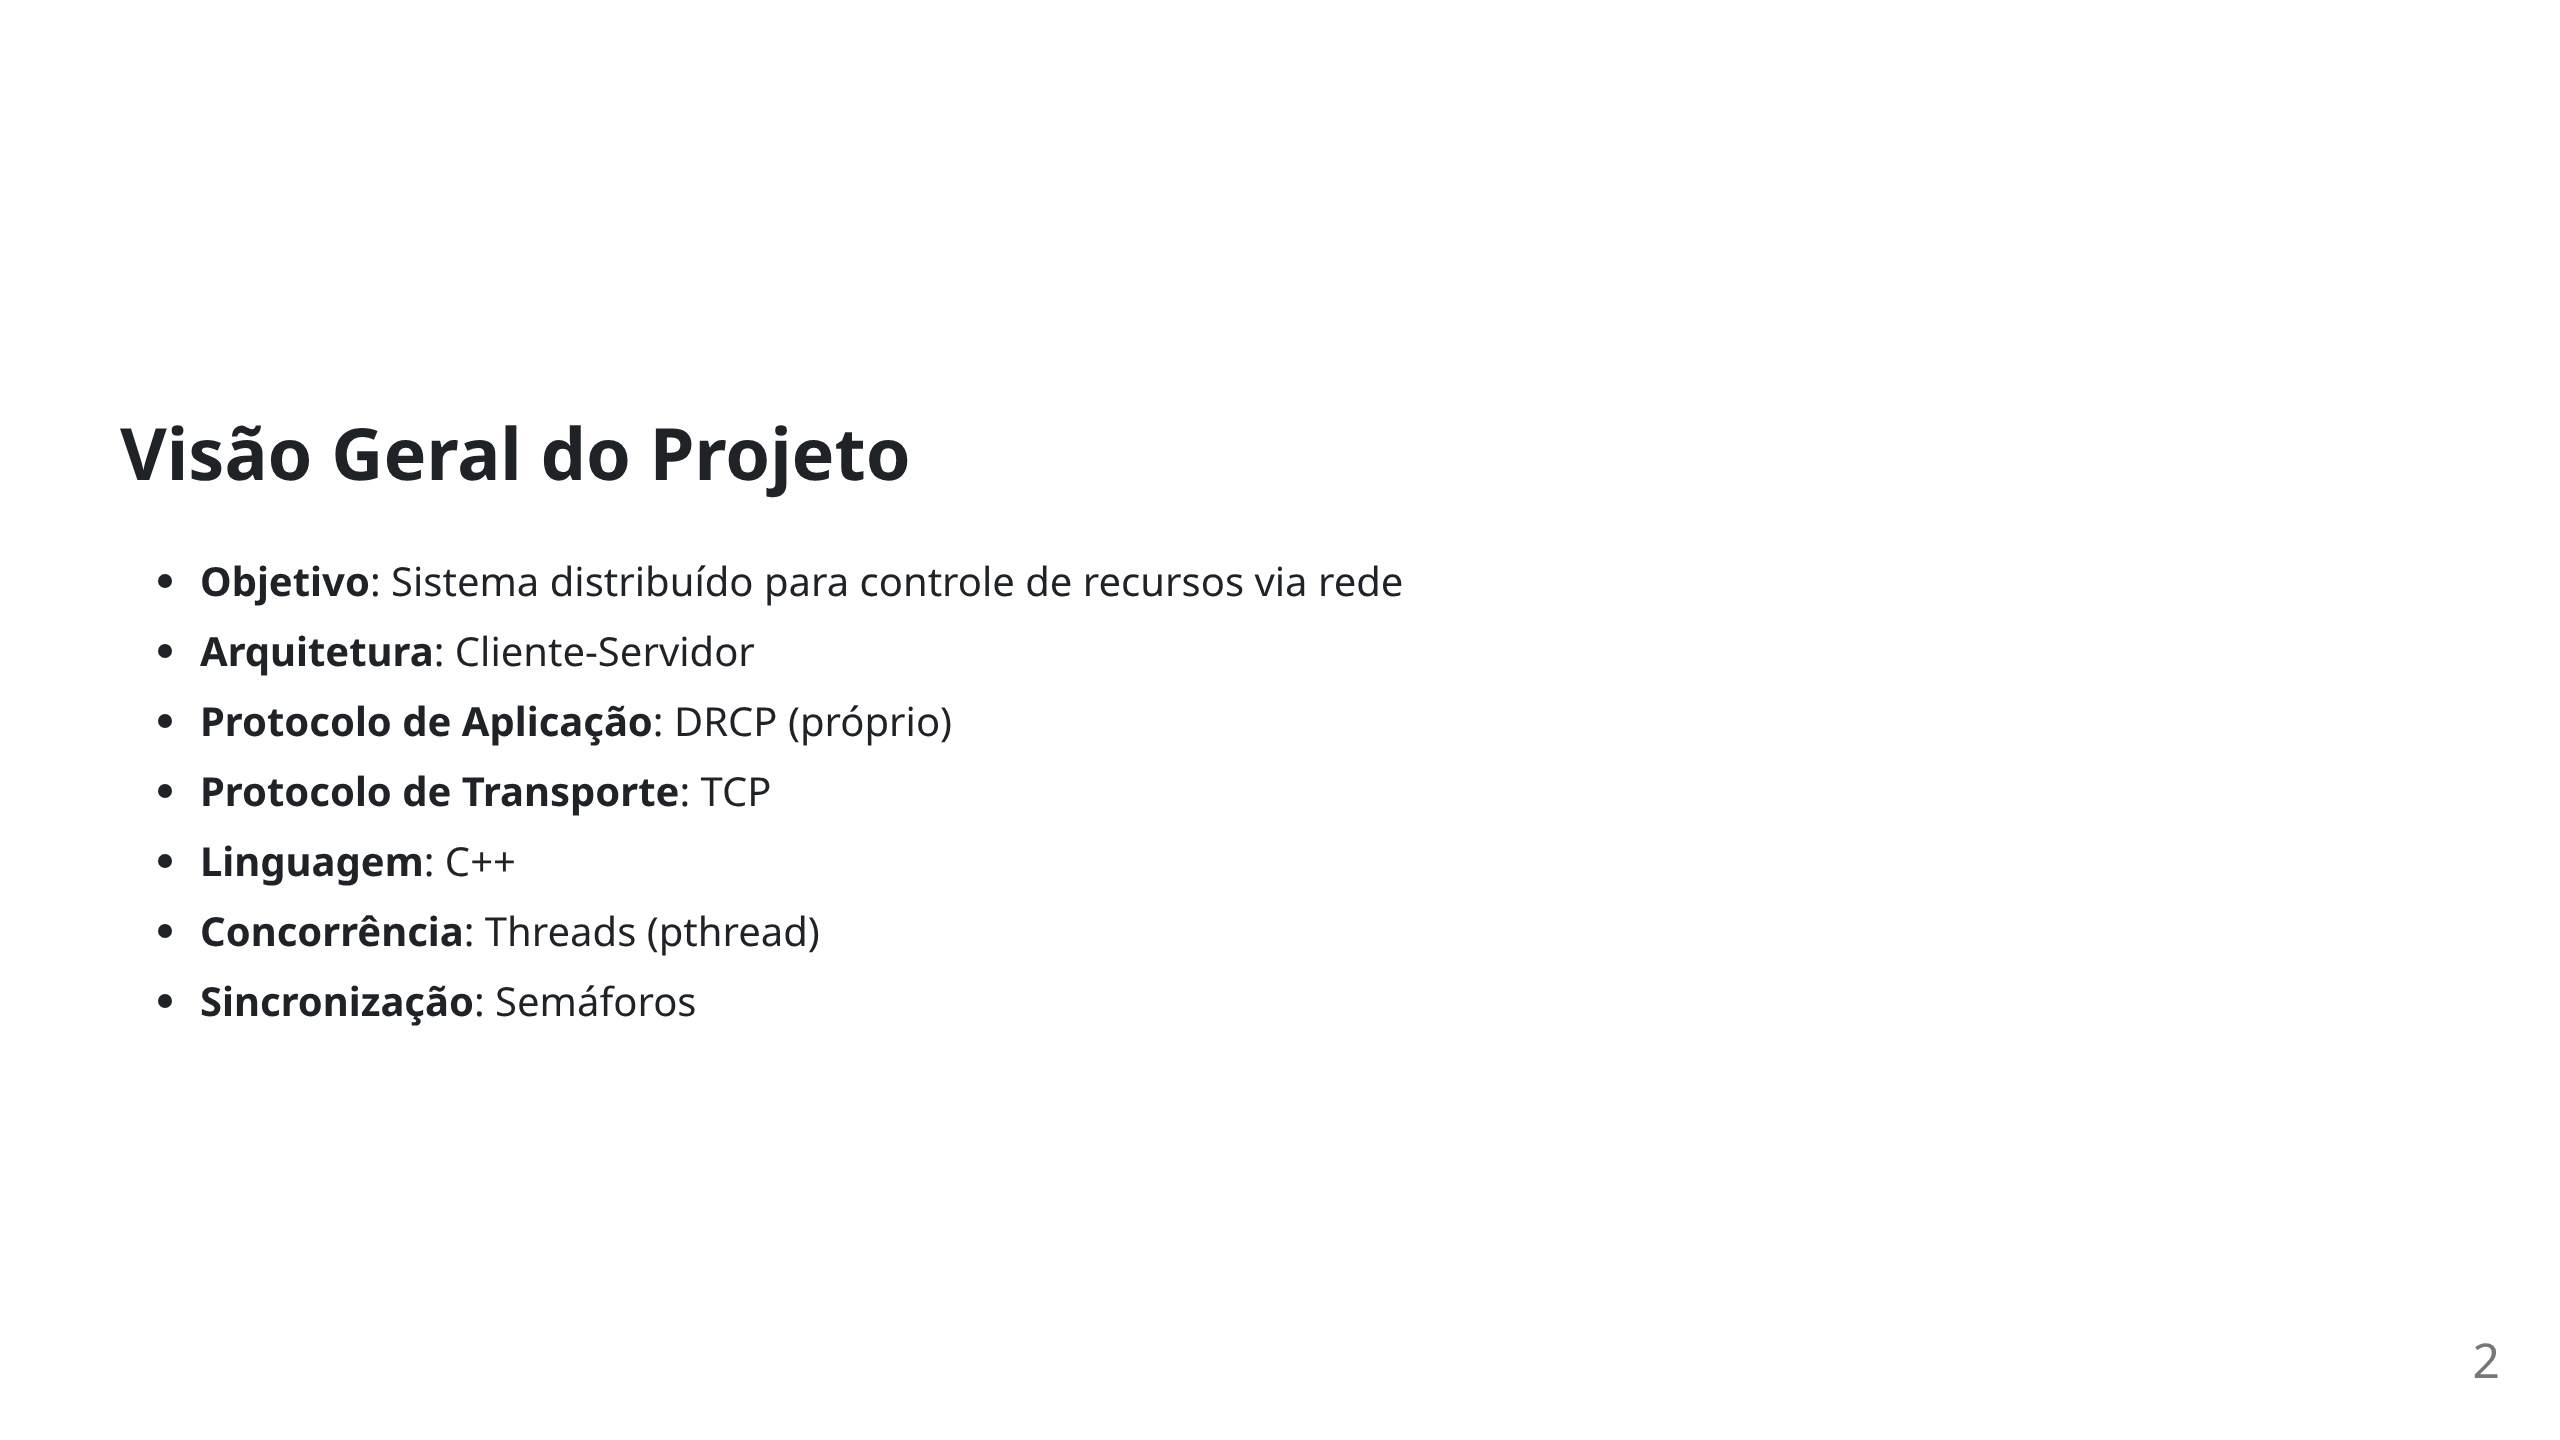 Visão Geral do Projeto
• Objetivo: Sistema distribuído para controle de recursos via rede
• Arquitetura: Cliente-Servidor
• Protocolo de Aplicação: DRCP (próprio)
• Protocolo de Transporte: TCP
• Linguagem: C++
• Concorrência: Threads (pthread)
• Sincronização: Semáforos
2